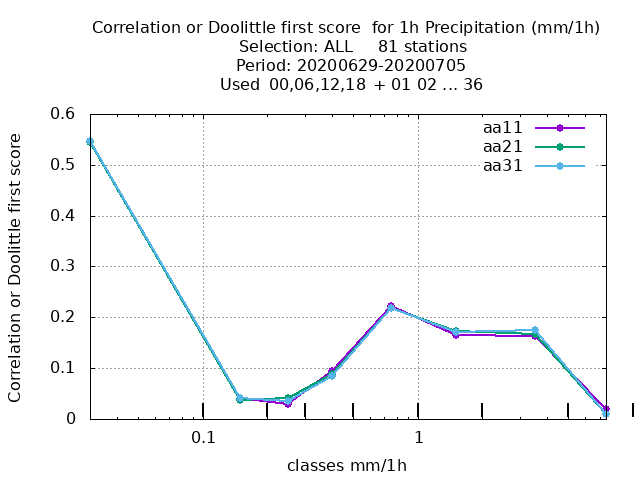 Correlation or Doolittle first score  for 1h Precipitation (mm/1h)
Selection: ALL     81 stations
Period: 20200629-20200705
Used  00,06,12,18  + 01 02 ... 36
Correlation or Doolittle first score
0.6
0.5
0.4
0.3
0.2
0.1
0
aa11
aa21
aa31
0.1
1
classes mm/1h